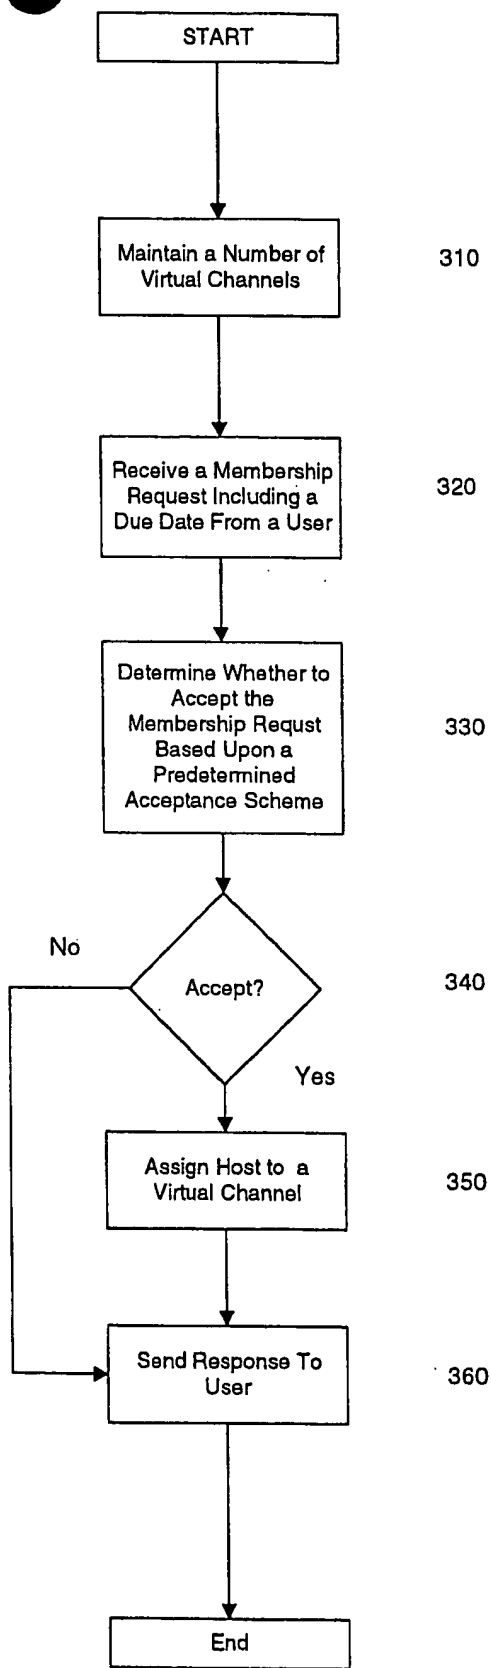 START
Maintain a Number of
Virtual Channels
310
Receive a Membership
Request Including a
Due Date From a User
320
Determine Whether to
Accept the
Membership Requst
Based Upon a
Predetermined
Acceptance Scheme
330
No
Accept?
340
Yes
Assign Host to a
Virtual Channel
350
Send Response To
User
360
End